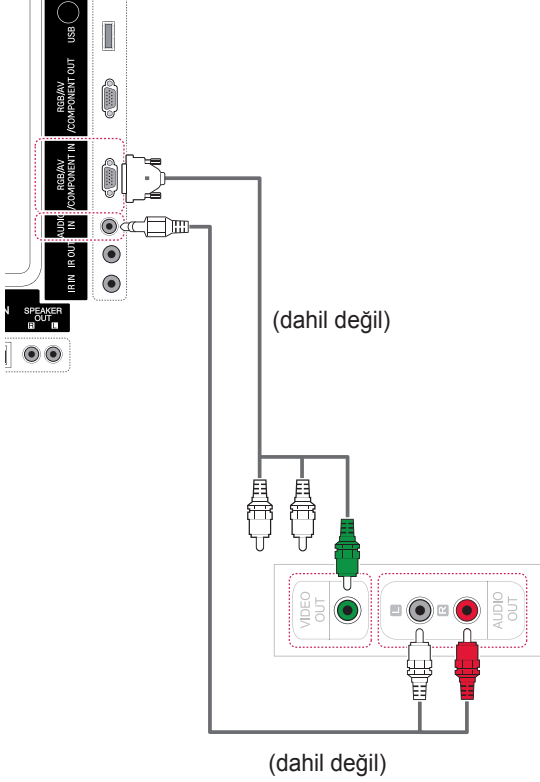 USB
RGB/AV
/COMPONENT OUT
RGB/AV
/COMPONENT IN
AUDIO
IN
IR OUT
IR IN
N
SPEAKER
OUT
R L
(dahil değil)
VIDEO
OUT
L R
AUDIO
OUT
(dahil değil)